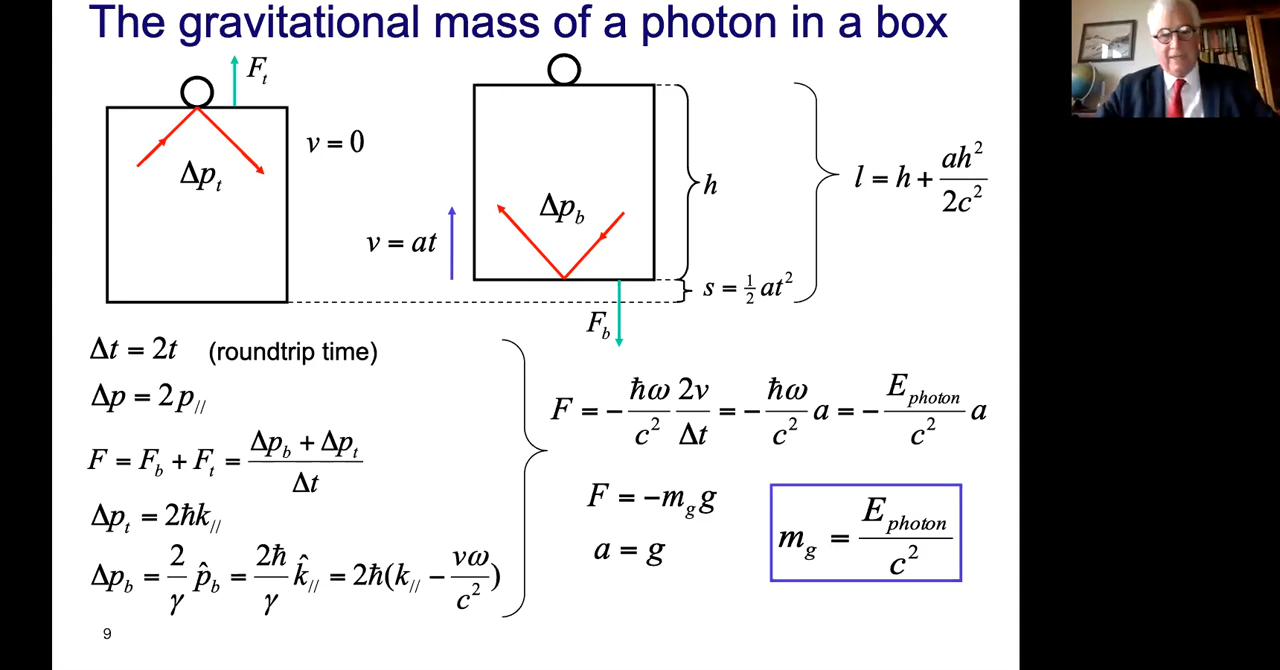 The gravitational mass of a photon in a box
F_t
Δp_t
v = 0
v = at
Δp_b
h
s = ½at²
F_b
l = h + ah²/2c²
Δt = 2t (roundtrip time)
Δp = 2p_//
F = F_b + F_t = (Δp_b + Δp_t)/Δt
Δp_t = 2ħk_//
Δp_b = 2/γ p̂_b = 2ħ/γ k̂_// = 2ħ(k_// − vω/c²)
F = − ħω/c² 2v/Δt = − ħω/c² a = − E_photon/c² a
F = −m_g g
a = g
m_g = E_photon/c²
9